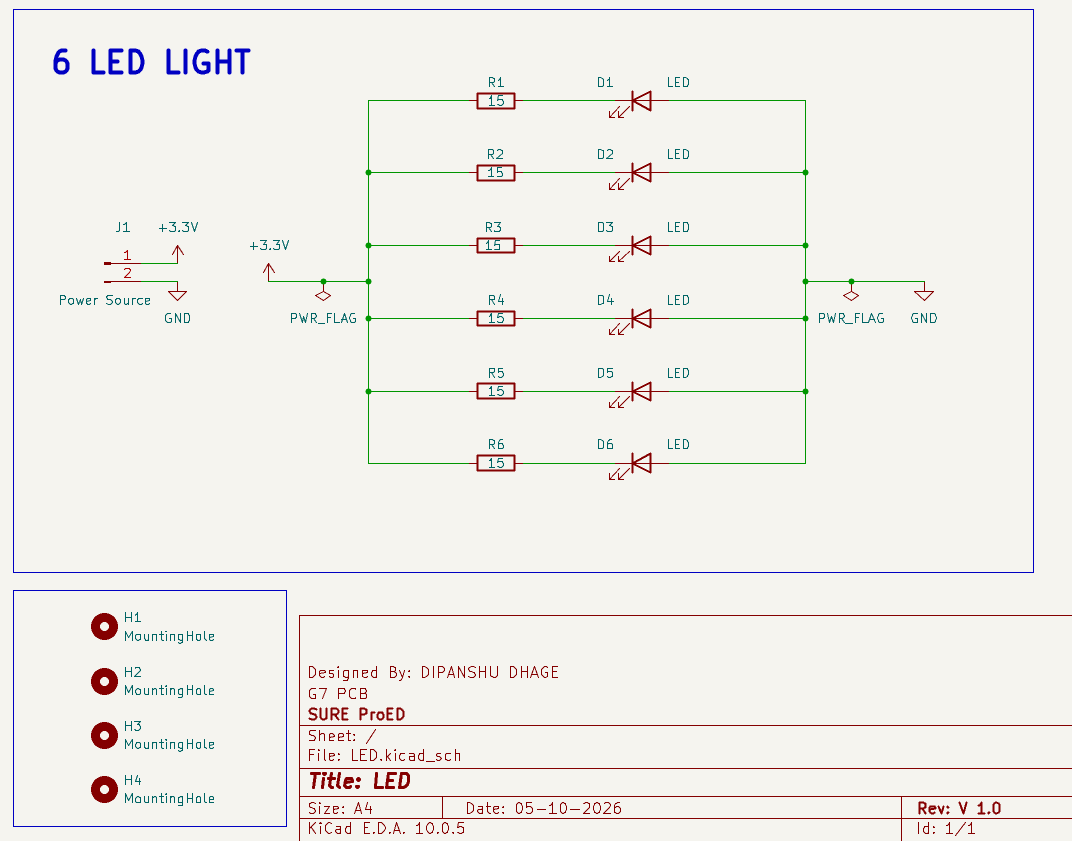 6 LED LIGHT
R1 D1 LED
15
R2 D2 LED
15
J1 +3.3V
R3 D3 LED
15
+3.3V
1
2
Power Source
GND
PWR_FLAG
R4 D4 LED
15
PWR_FLAG GND
R5 D5 LED
15
R6 D6 LED
15
H1
MountingHole
H2
MountingHole
H3
MountingHole
H4
MountingHole
Designed By: DIPANSHU DHAGE
G7 PCB
SURE ProED
Sheet: /
File: LED.kicad_sch
Title: LED
Size: A4 Date: 05-10-2026 Rev: V 1.0
KiCad E.D.A. 10.0.5 Id: 1/1